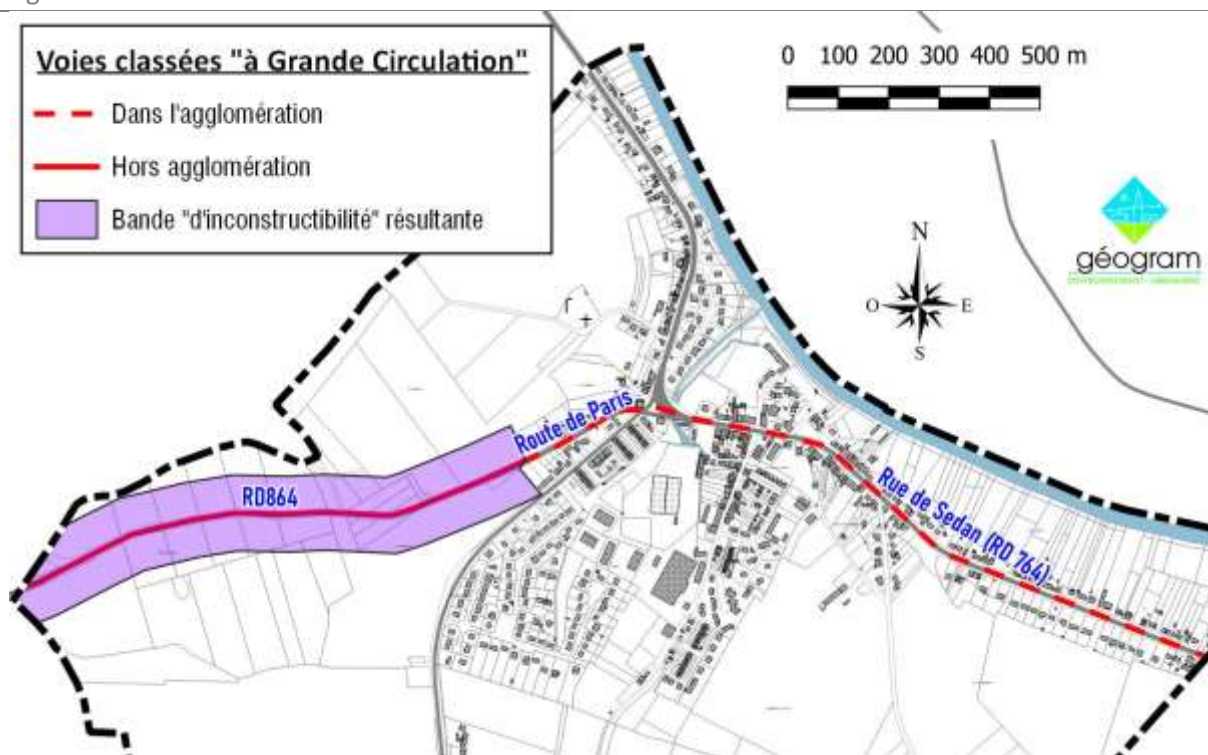 Voies classées "à Grande Circulation"
Dans l'agglomération
Hors agglomération
Bande "d'inconstructibilité" résultante
0 100 200 300 400 500 m
N
O E
S
géogram
Route de Paris
RD864
Rue de Sedan (RD 764)